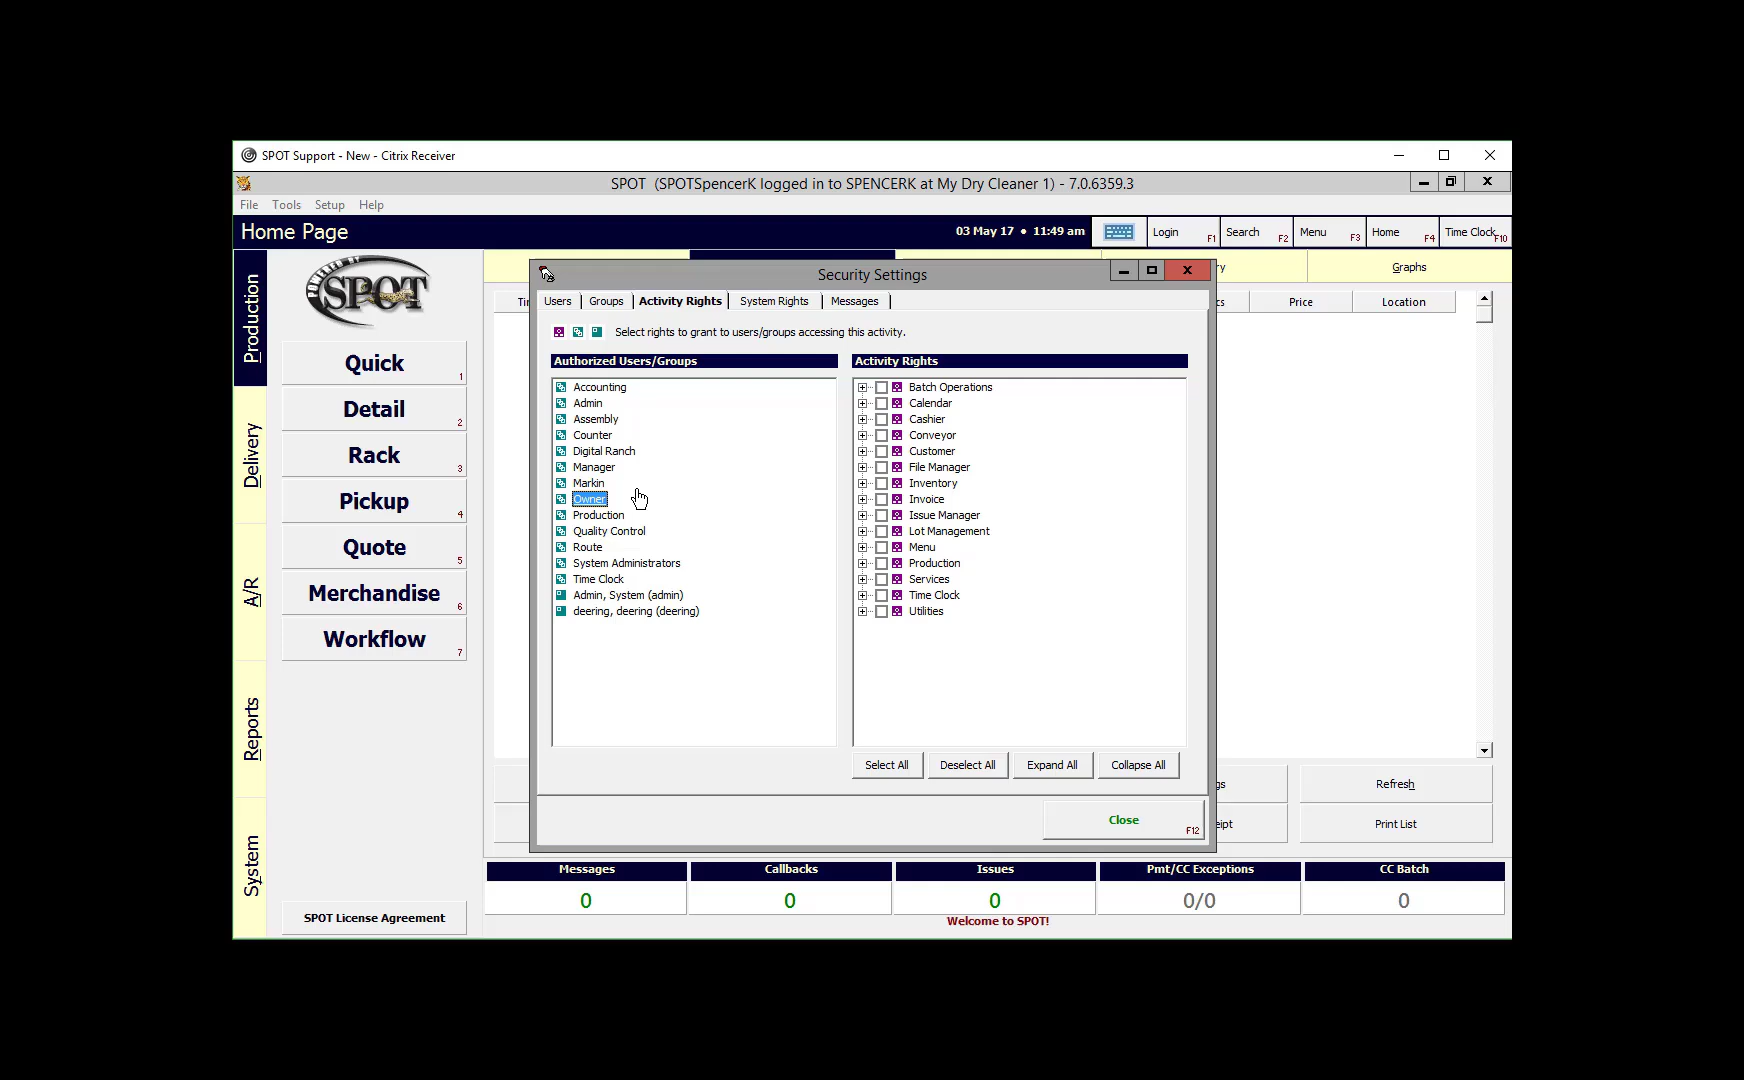 SPOT Support - New - Citrix Receiver
SPOT (SPOTSpencerK logged in to SPENCERK at My Dry Cleaner 1) - 7.0.6359.3
File Tools Setup Help
Home Page
03 May 17 • 11:49 am
Login F1
Search F2
Menu F3
Home F4
Time Clock F10
Production
Delivery
A/R
Reports
System
POWERED BY
SPOT
Quick 1
Detail 2
Rack 3
Pickup 4
Quote 5
Merchandise 6
Workflow 7
SPOT License Agreement
Graphs
Price
Location
Security Settings
Users
Groups
Activity Rights
System Rights
Messages
Select rights to grant to users/groups accessing this activity.
Authorized Users/Groups
Accounting
Admin
Assembly
Counter
Digital Ranch
Manager
Markin
Owner
Production
Quality Control
Route
System Administrators
Time Clock
Admin, System (admin)
deering, deering (deering)
Activity Rights
Batch Operations
Calendar
Cashier
Conveyor
Customer
File Manager
Inventory
Invoice
Issue Manager
Lot Management
Menu
Production
Services
Time Clock
Utilities
Select All
Deselect All
Expand All
Collapse All
Close F12
Refresh
Print List
Messages
0
Callbacks
0
Issues
0
Pmt/CC Exceptions
0/0
CC Batch
0
Welcome to SPOT!